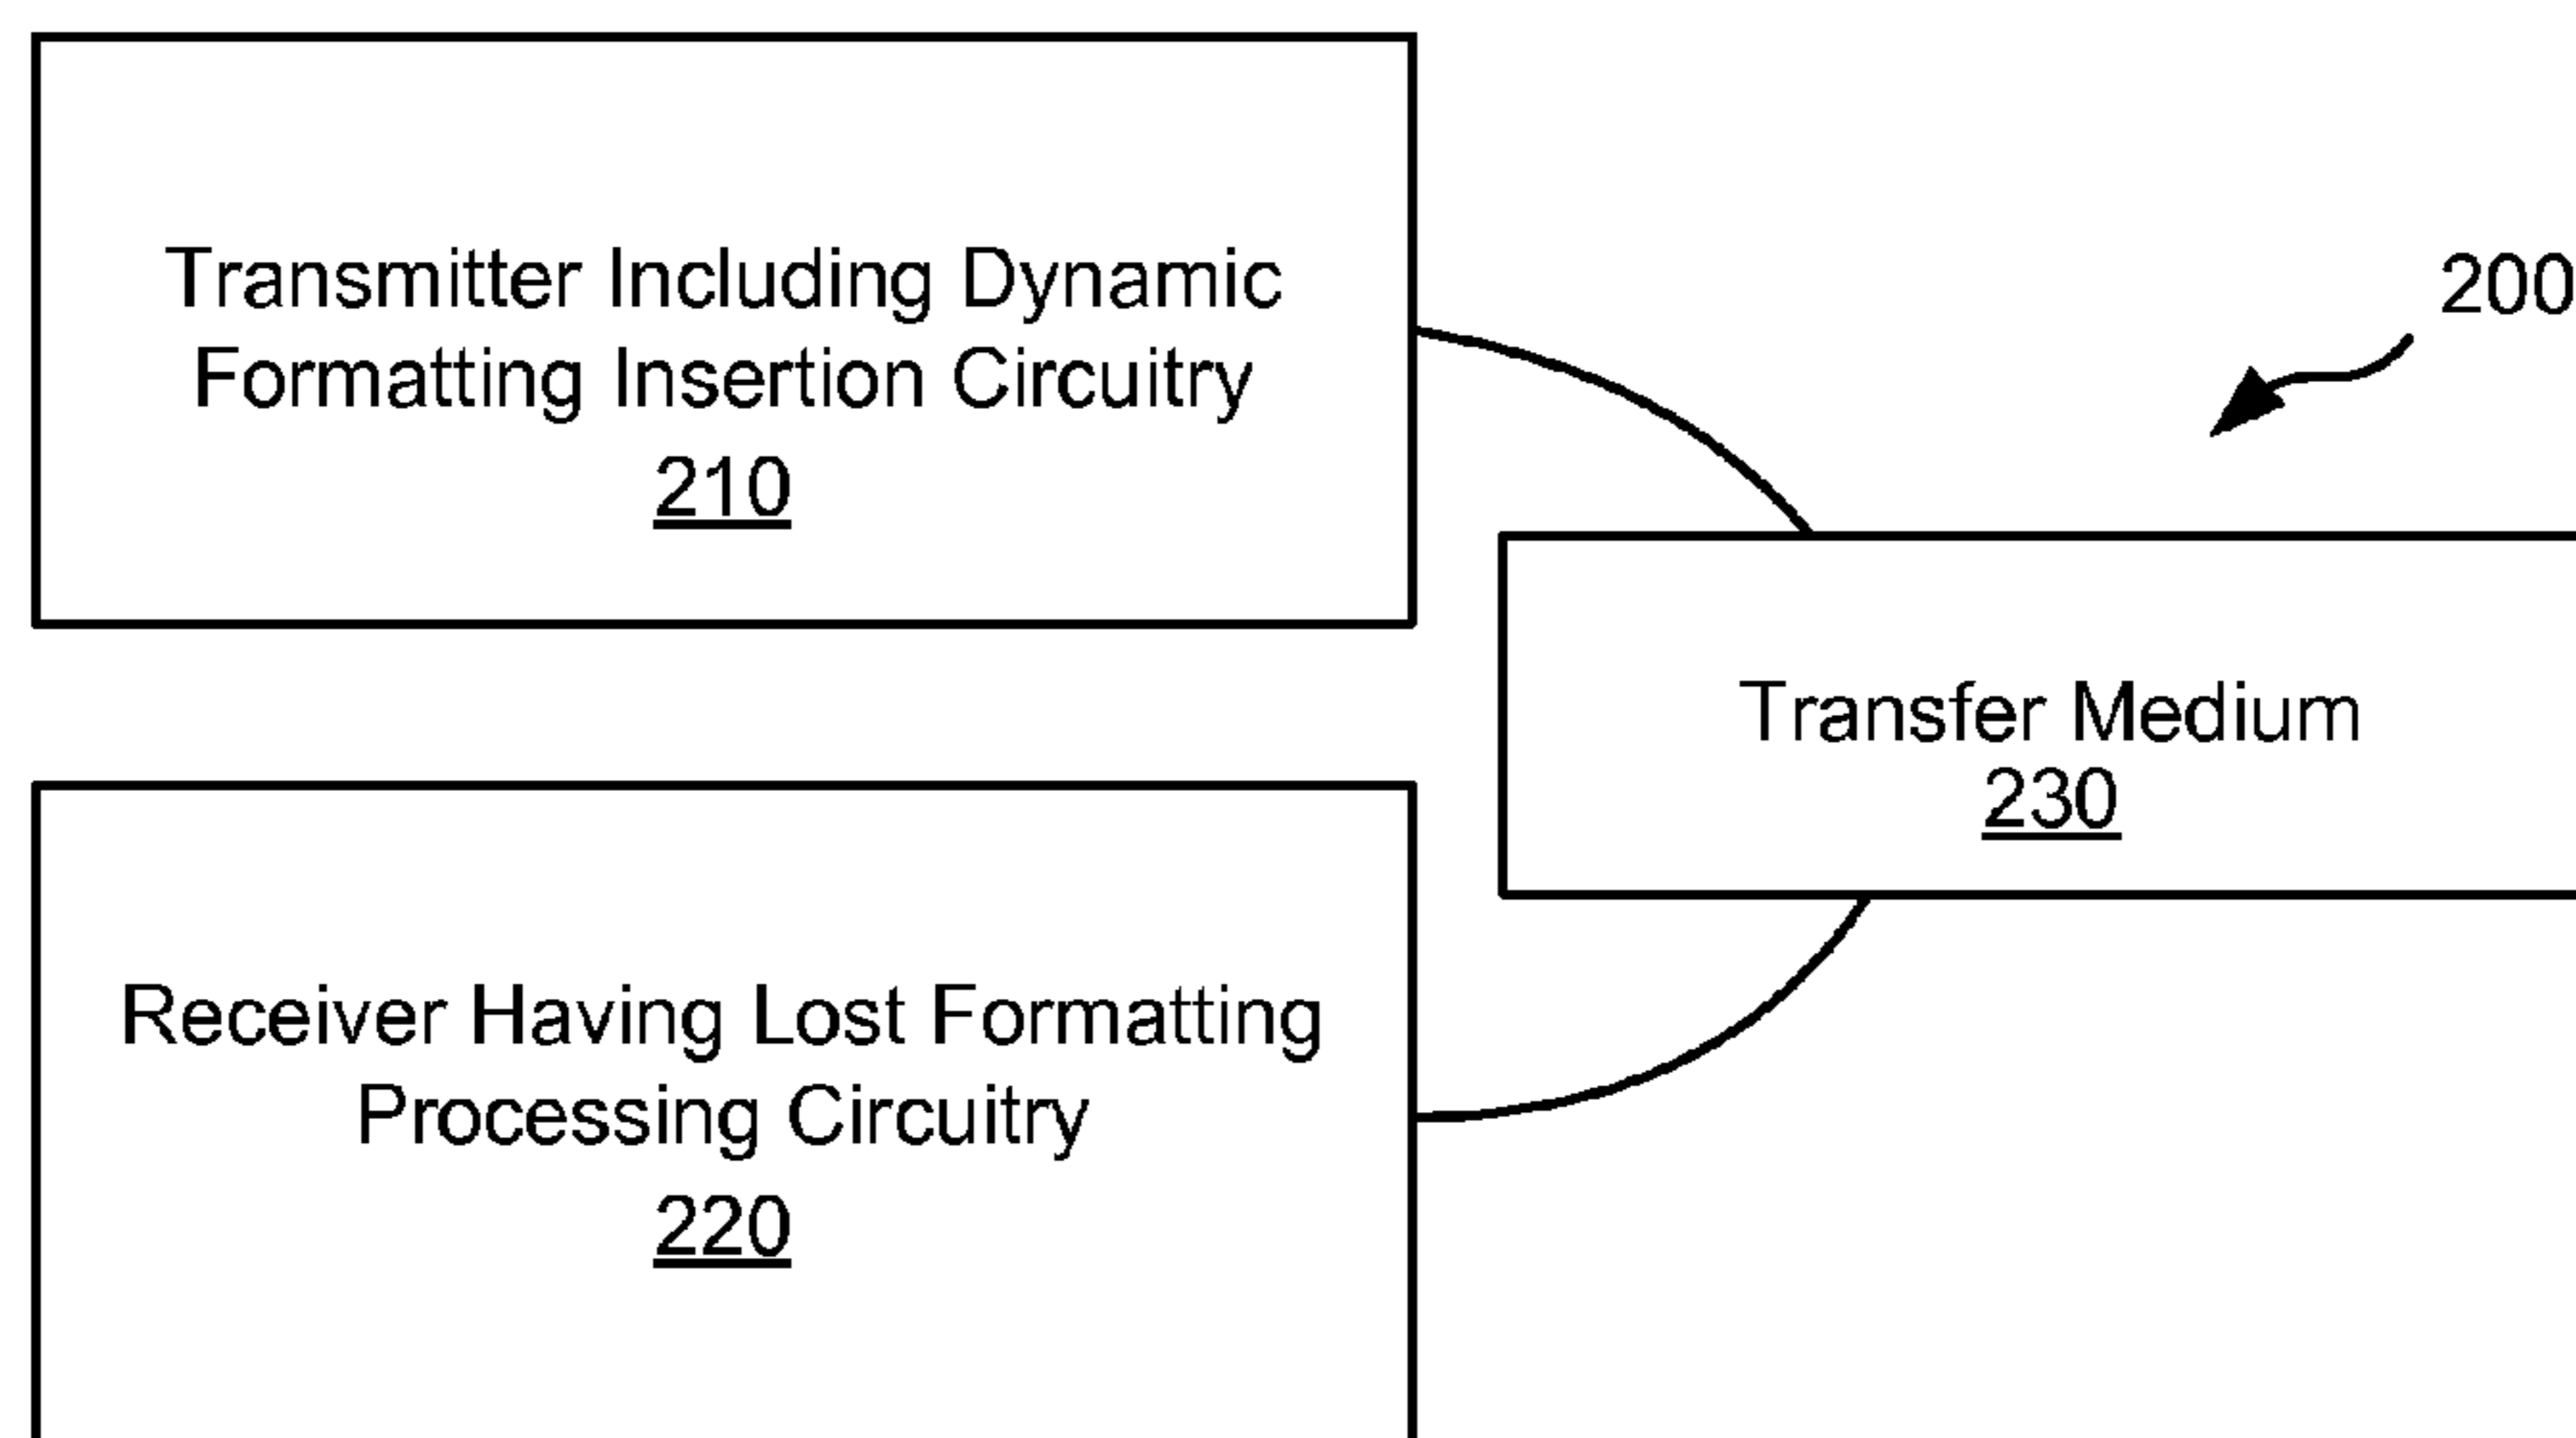 Transmitter Including Dynamic
Formatting Insertion Circuitry
210
200
Transfer Medium
230
Receiver Having Lost Formatting
Processing Circuitry
220